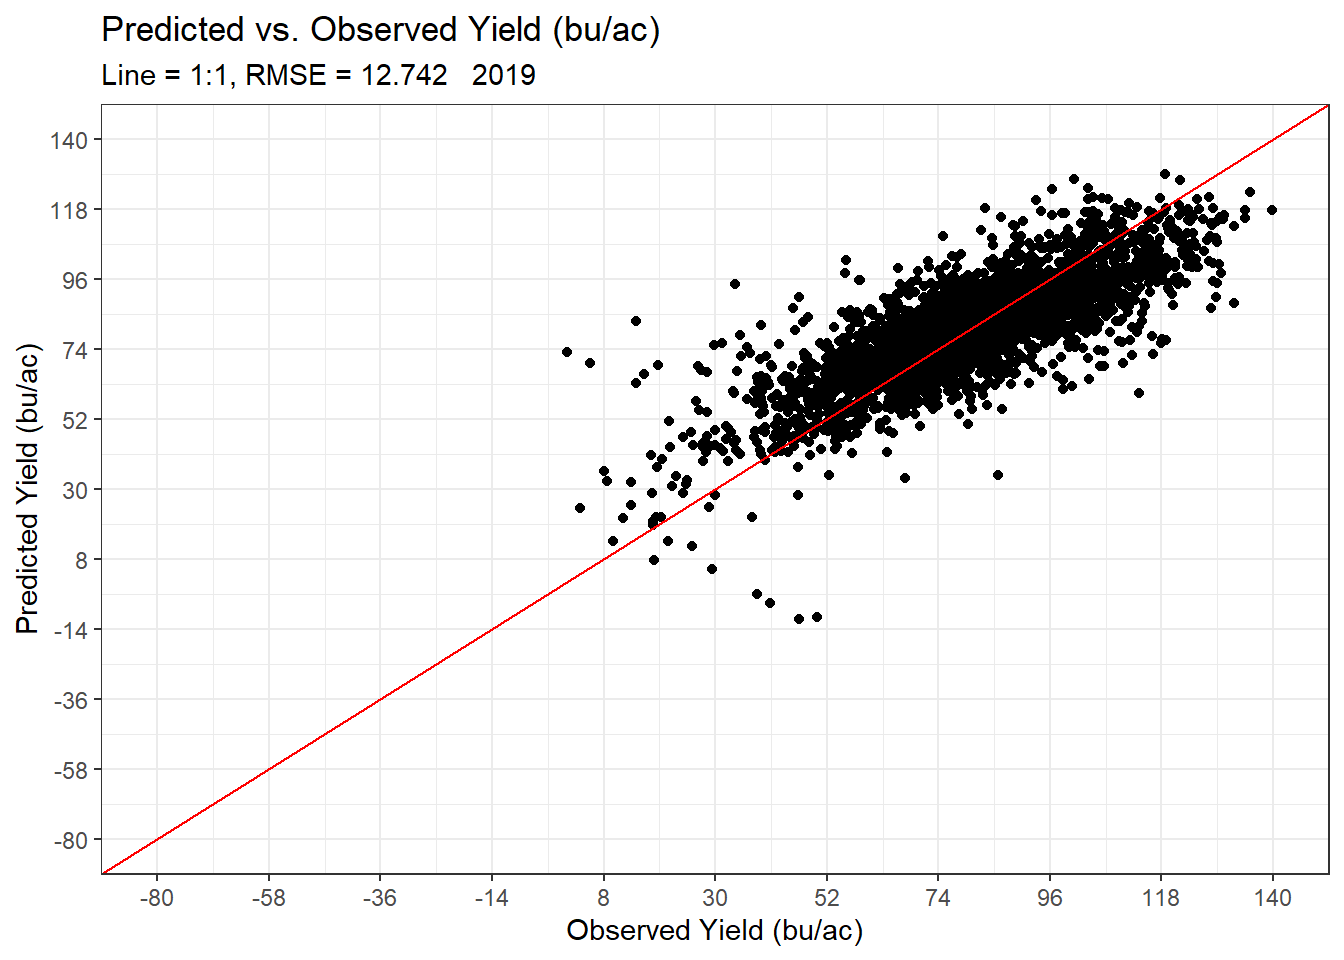 Predicted vs. Observed Yield (bu/ac)
Line = 1:1, RMSE = 12.742   2019
Predicted Yield (bu/ac)
140
118
96
74
52
30
8
-14
-36
-58
-80
-80 -58 -36 -14 8 30 52 74 96 118 140
Observed Yield (bu/ac)